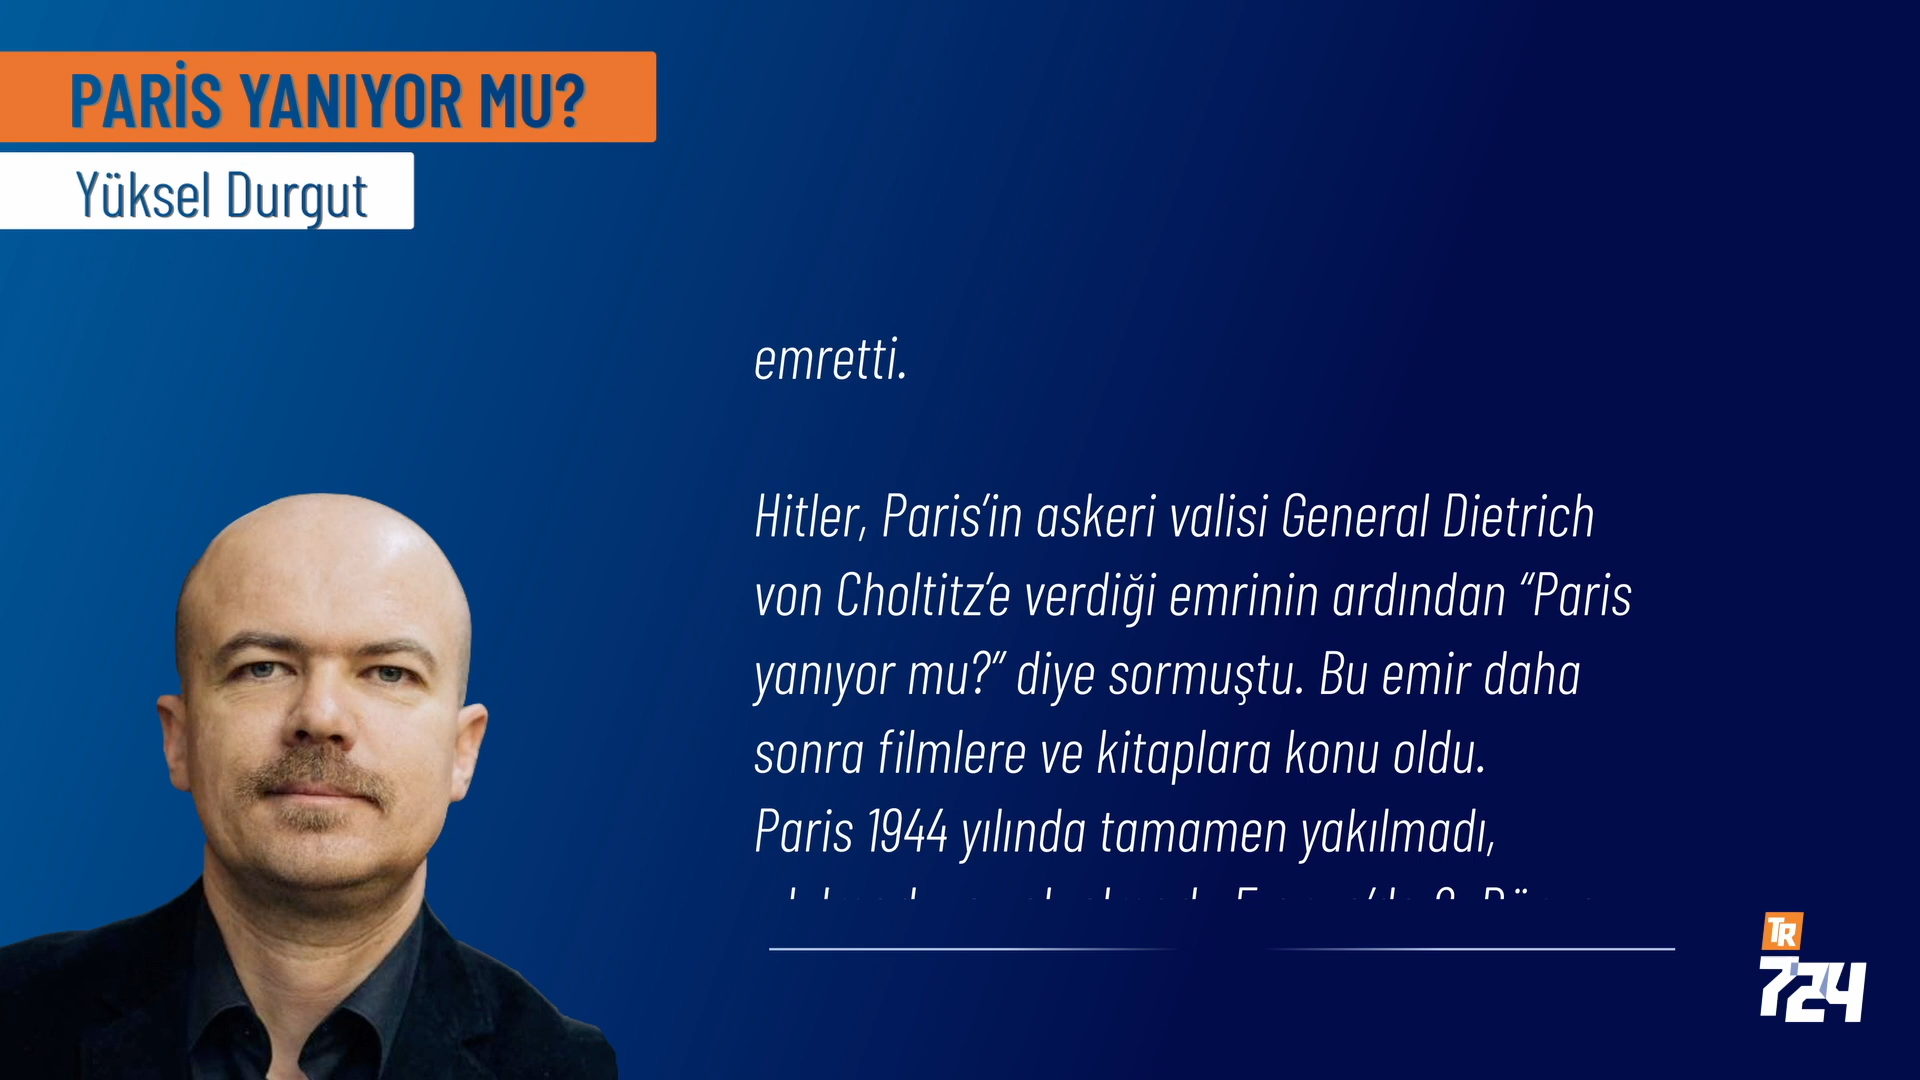 PARİS YANIYOR MU?
Yüksel Durgut
emretti.
Hitler, Paris’in askeri valisi General Dietrich
von Choltitz’e verdiği emrinin ardından “Paris
yanıyor mu?” diye sormuştu. Bu emir daha
sonra filmlere ve kitaplara konu oldu.
Paris 1944 yılında tamamen yakılmadı,
TR
724